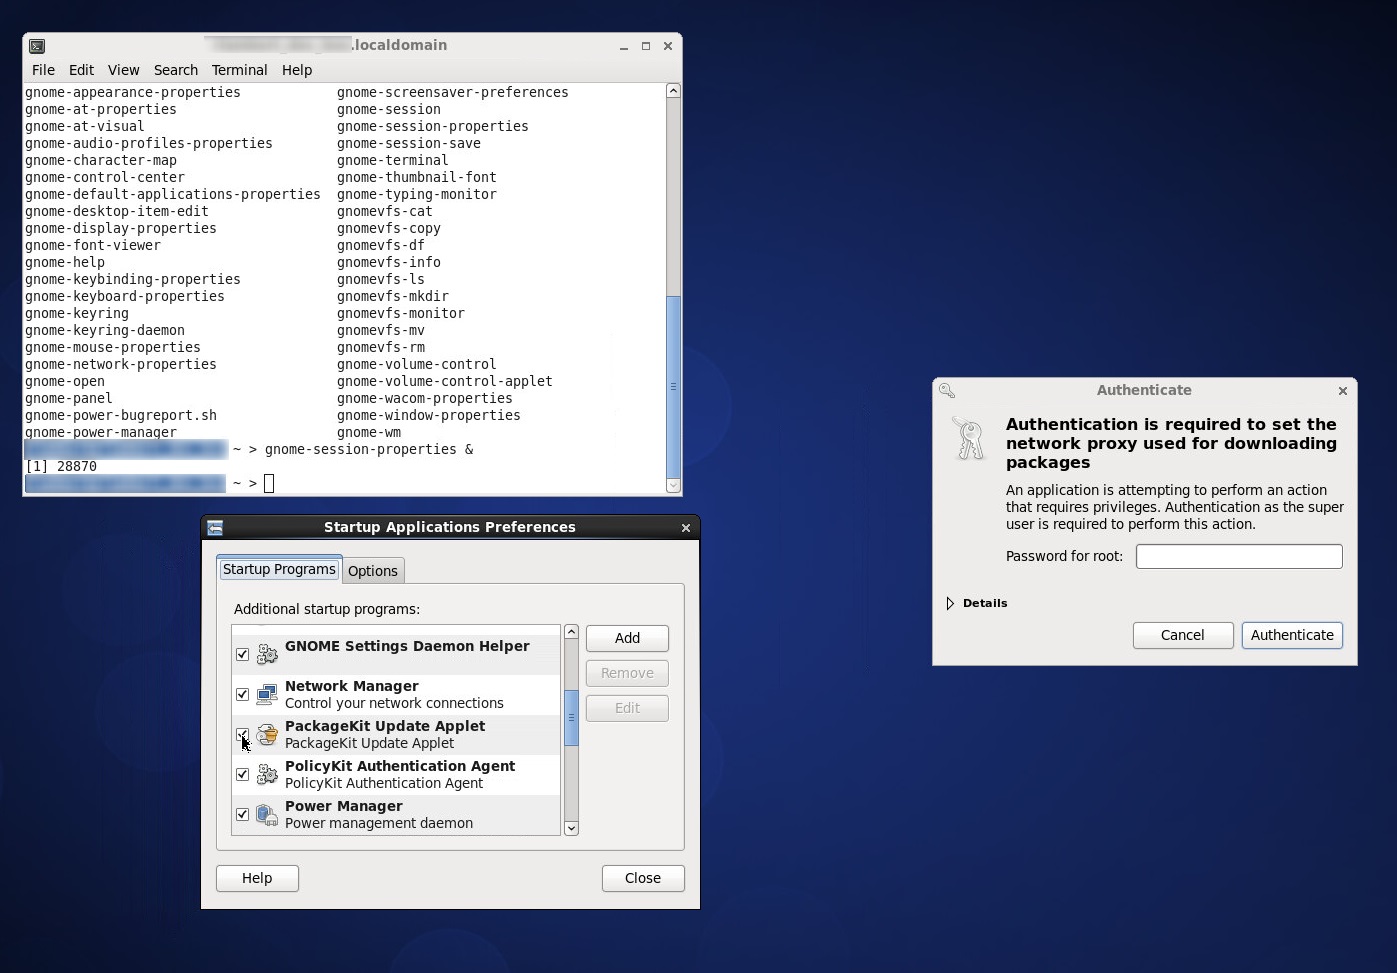 .localdomain
File Edit View Search Terminal Help
gnome-appearance-properties gnome-screensaver-preferences
gnome-at-properties gnome-session
gnome-at-visual gnome-session-properties
gnome-audio-profiles-properties gnome-session-save
gnome-character-map gnome-terminal
gnome-control-center gnome-thumbnail-font
gnome-default-applications-properties gnome-typing-monitor
gnome-desktop-item-edit gnomevfs-cat
gnome-display-properties gnomevfs-copy
gnome-font-viewer gnomevfs-df
gnome-help gnomevfs-info
gnome-keybinding-properties gnomevfs-ls
gnome-keyboard-properties gnomevfs-mkdir
gnome-keyring gnomevfs-monitor
gnome-keyring-daemon gnomevfs-mv
gnome-mouse-properties gnomevfs-rm
gnome-network-properties gnome-volume-control
gnome-open gnome-volume-control-applet
gnome-panel gnome-wacom-properties
gnome-power-bugreport.sh gnome-window-properties
gnome-power-manager gnome-wm
~ > gnome-session-properties &
[1] 28870
~ >
Startup Applications Preferences
Startup Programs Options
Additional startup programs:
GNOME Settings Daemon Helper
Network Manager
Control your network connections
PackageKit Update Applet
PackageKit Update Applet
PolicyKit Authentication Agent
PolicyKit Authentication Agent
Power Manager
Power management daemon
Add
Remove
Edit
Help Close
Authenticate
Authentication is required to set the
network proxy used for downloading
packages
An application is attempting to perform an action
that requires privileges. Authentication as the super
user is required to perform this action.
Password for root:
Details
Cancel Authenticate